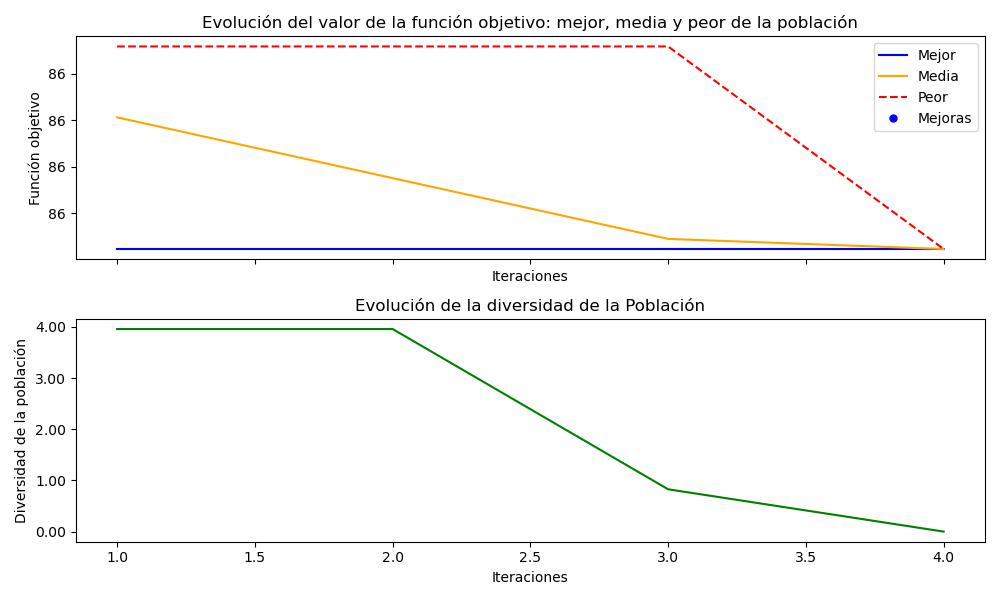 Evolución del valor de la función objetivo: mejor, media y peor de la población
Función objetivo
86
86
86
86
Mejor
Media
Peor
Mejoras
Iteraciones
Evolución de la diversidad de la Población
Diversidad de la población
4.00
3.00
2.00
1.00
0.00
1.0 1.5 2.0 2.5 3.0 3.5 4.0
Iteraciones